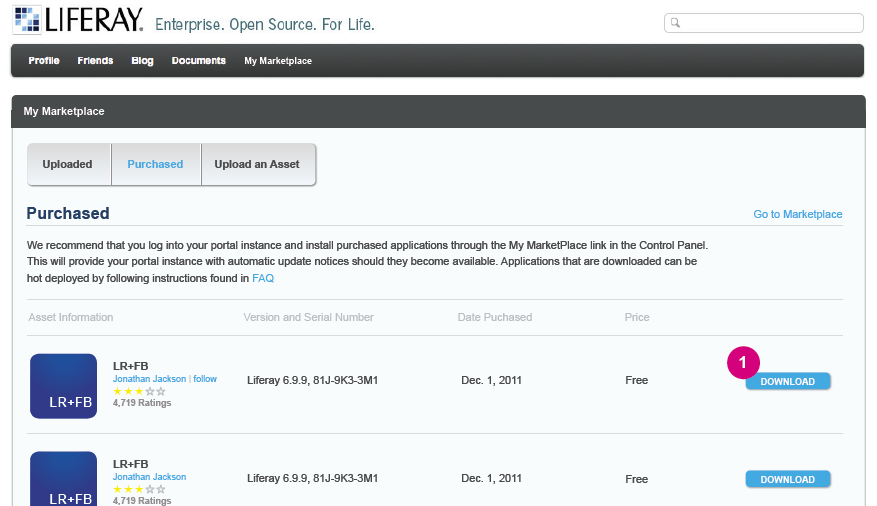 LIFERAY. Enterprise. Open Source. For Life.
Profile Friends Blog Documents My Marketplace
My Marketplace
Uploaded Purchased Upload an Asset
Purchased Go to Marketplace
We recommend that you log into your portal instance and install purchased applications through the My MarketPlace link in the Control Panel.
This will provide your portal instance with automatic update notices should they become available. Applications that are downloaded can be
hot deployed by following instructions found in FAQ
Asset Information Version and Serial Number Date Puchased Price
LR+FB
Jonathan Jackson | follow
4,719 Ratings
LR+FB
Liferay 6.9.9, 81J-9K3-3M1 Dec. 1, 2011 Free
1
DOWNLOAD
LR+FB
Jonathan Jackson
4,719 Ratings
LR+FB
Liferay 6.9.9, 81J-9K3-3M1 Dec. 1, 2011 Free DOWNLOAD